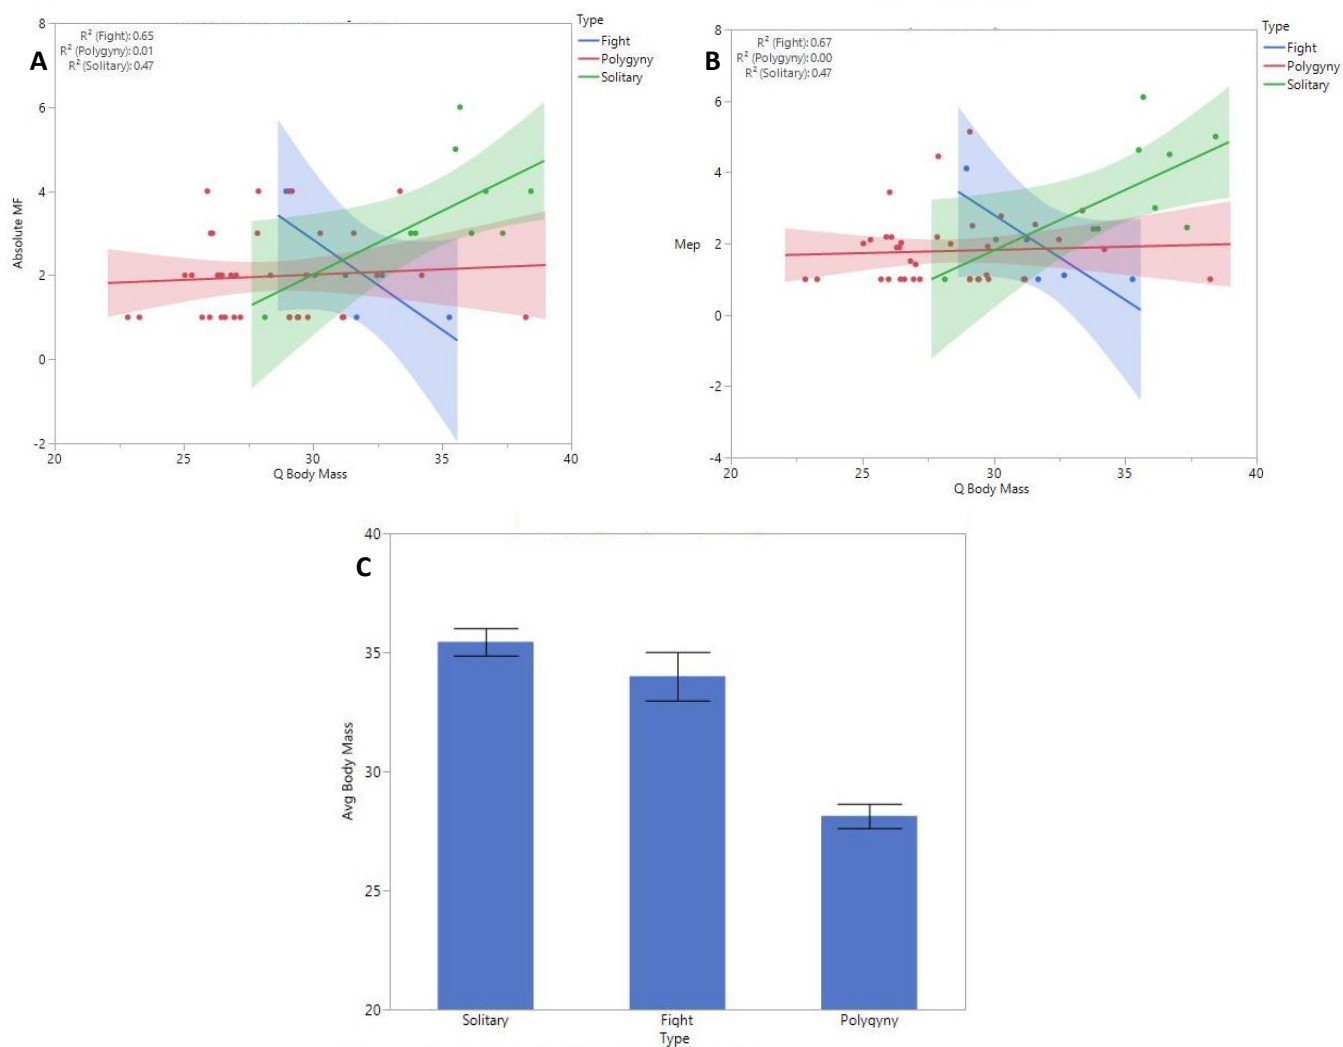 A
R² (Fight): 0.65
R² (Polygyny): 0.01
R² (Solitary): 0.47
Type
Fight
Polygyny
Solitary
8
6
4
2
0
-2
Absolute MF
20 25 30 35 40
Q Body Mass
B
R² (Fight): 0.67
R² (Polygyny): 0.00
R² (Solitary): 0.47
Type
Fight
Polygyny
Solitary
8
6
4
2
0
-2
-4
Mep
20 25 30 35 40
Q Body Mass
C
40
35
30
25
20
Avg Body Mass
Solitary Fight Polygyny
Type